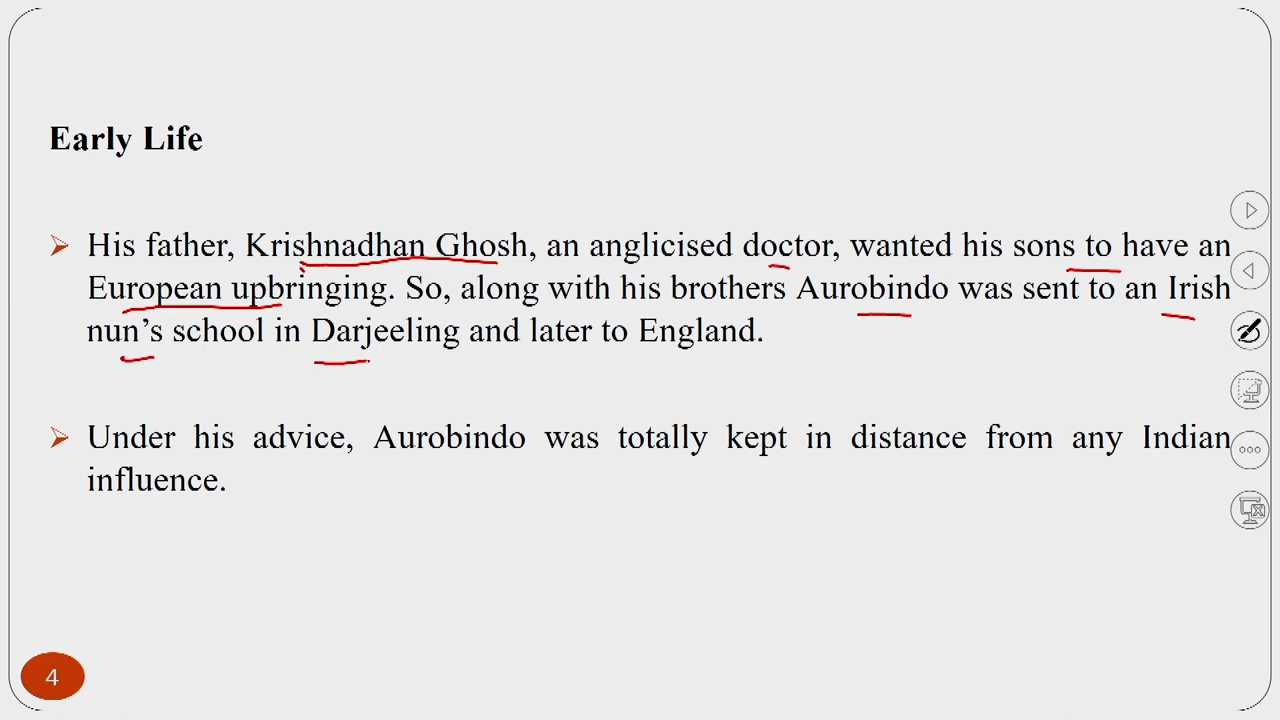 Early Life
His father, Krishnadhan Ghosh, an anglicised doctor, wanted his sons to have an
European upbringing. So, along with his brothers Aurobindo was sent to an Irish
nun’s school in Darjeeling and later to England.
Under his advice, Aurobindo was totally kept in distance from any Indian
influence.
4